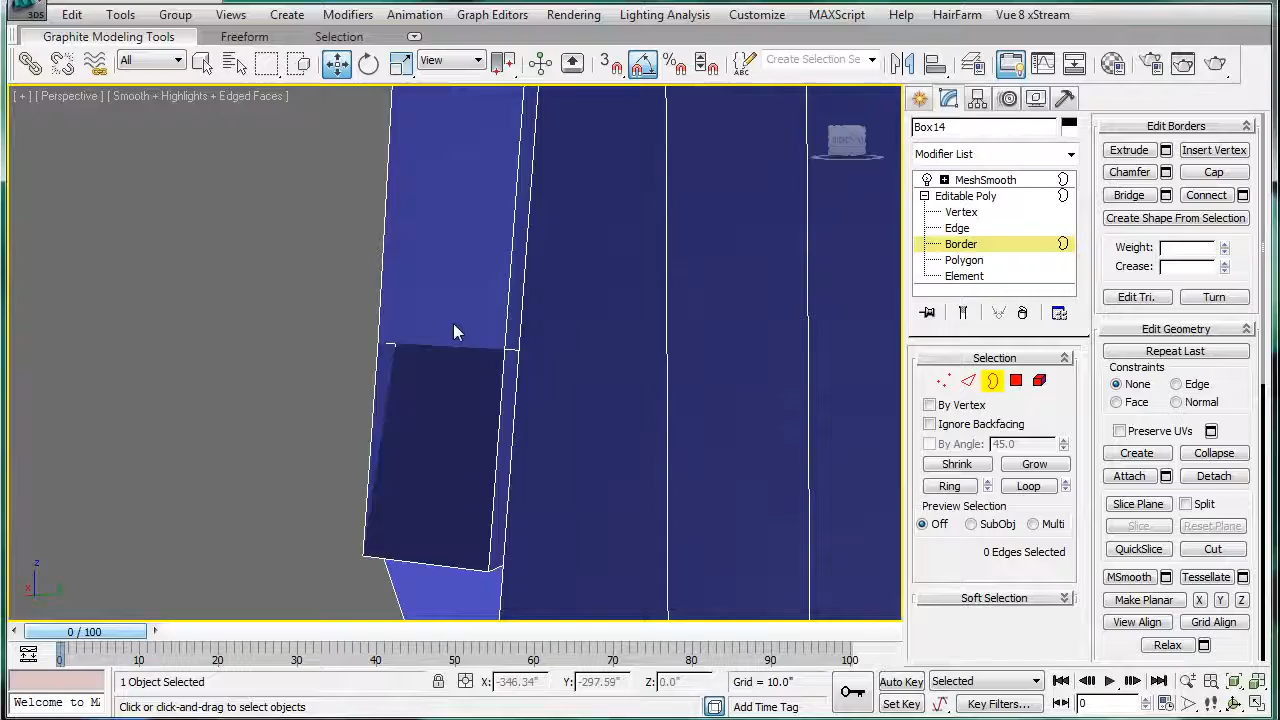 3DS Edit Tools Group Views Create Modifiers Animation Graph Editors Rendering Lighting Analysis Customize MAXScript Help HairFarm Vue 8 xStream
Graphite Modeling Tools Freeform Selection
All View 3 % ABC Create Selection Se
[ + ] [ Perspective ] [ Smooth + Highlights + Edged Faces ]
Box14
Modifier List
MeshSmooth
Editable Poly
Vertex
Edge
Border
Polygon
Element
Selection
By Vertex
Ignore Backfacing
By Angle: 45.0
Shrink Grow
Ring Loop
Preview Selection
Off SubObj Multi
0 Edges Selected
Soft Selection
Edit Borders
Extrude Insert Vertex
Chamfer Cap
Bridge Connect
Create Shape From Selection
Weight:
Crease:
Edit Tri. Turn
Edit Geometry
Repeat Last
Constraints
None Edge
Face Normal
Preserve UVs
Create Collapse
Attach Detach
Slice Plane Split
Slice Reset Plane
QuickSlice Cut
MSmooth Tessellate
Make Planar X Y Z
View Align Grid Align
Relax
z
x
0 / 100
0 10 20 30 40 50 60 70 80 90 100
1 Object Selected X: -346.34" Y: -297.59" Z: 0.0" Grid = 10.0" Auto Key Selected
Welcome to M Click or click-and-drag to select objects Add Time Tag Set Key Key Filters... 0